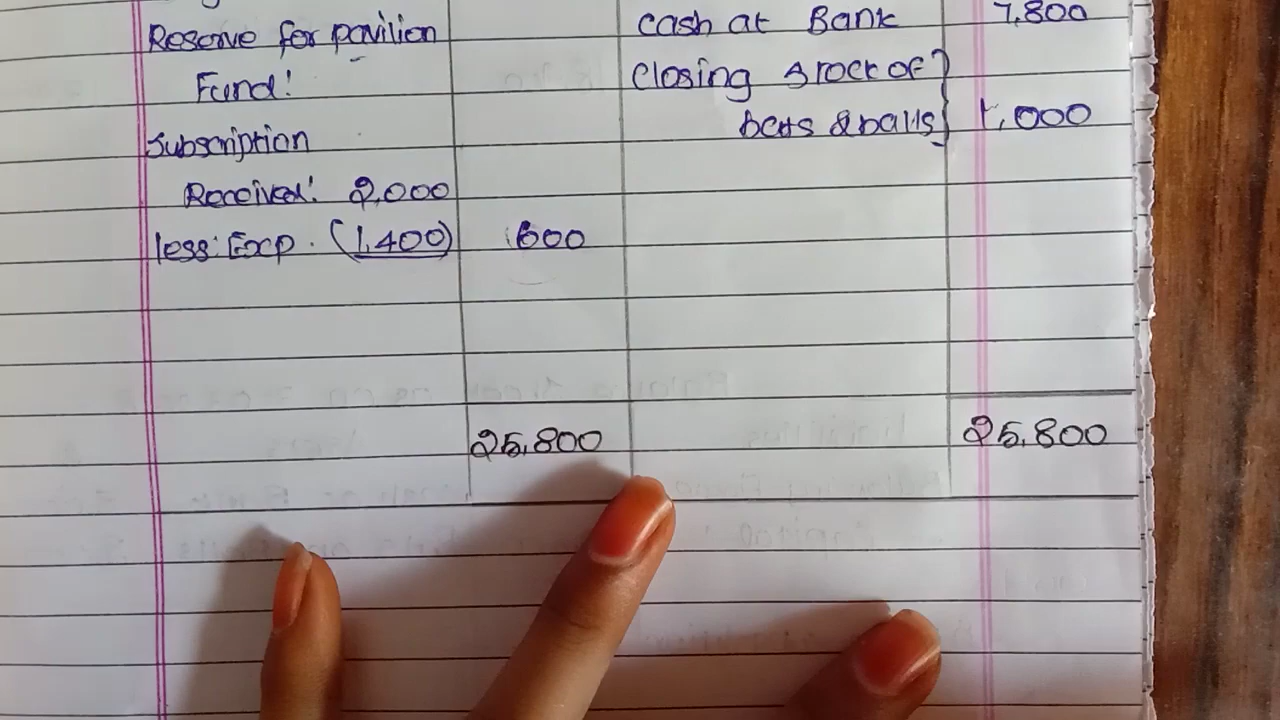 Reserve for pavilion
Fund:
Subscription
Received: 2,000
less: Exp. (1,400) 600
25,800
Cash at Bank 7,800
Closing stock of
bats & balls 1,000
25,800